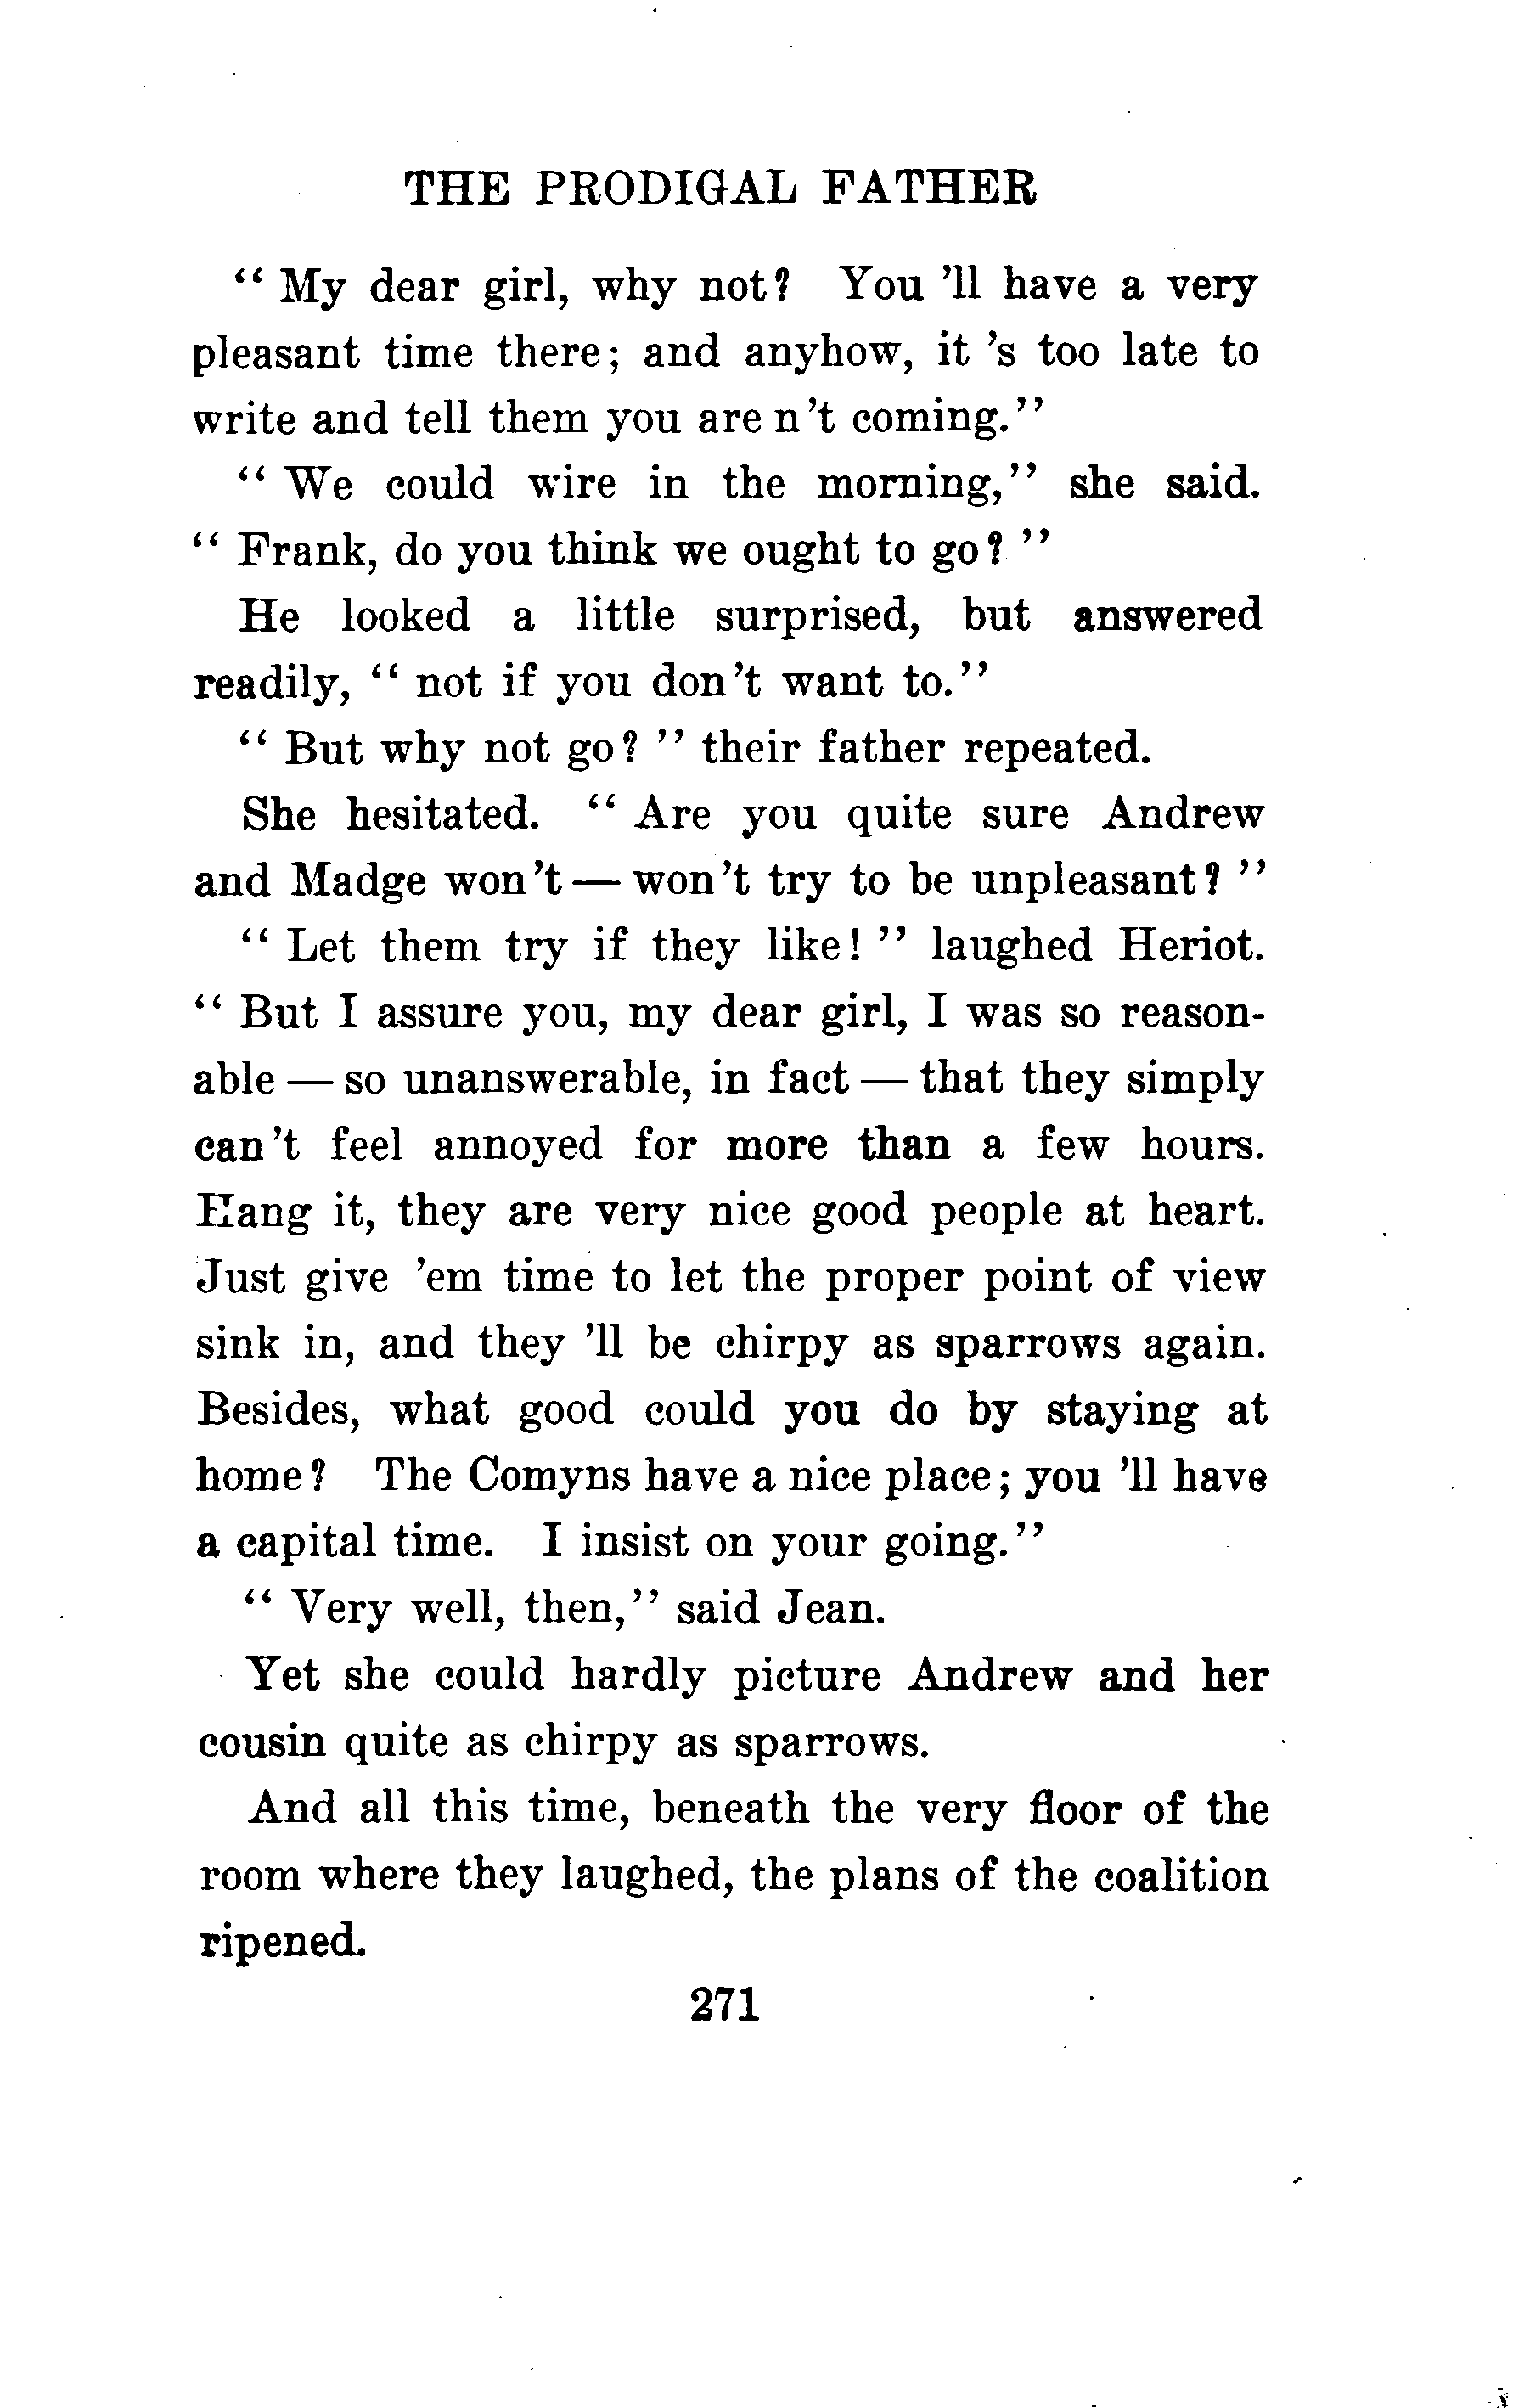 THE PRODIGAL FATHER
“ My dear girl, why not? You ’ll have a very
pleasant time there; and anyhow, it ’s too late to
write and tell them you are n’t coming.”
“ We could wire in the morning,” she said.
“ Frank, do you think we ought to go? ”
He looked a little surprised, but answered
readily, “ not if you don’t want to.”
“ But why not go? ” their father repeated.
She hesitated. “ Are you quite sure Andrew
and Madge won’t — won’t try to be unpleasant? ”
“ Let them try if they like! ” laughed Heriot.
“ But I assure you, my dear girl, I was so reason-
able — so unanswerable, in fact — that they simply
can’t feel annoyed for more than a few hours.
Hang it, they are very nice good people at heart.
Just give ’em time to let the proper point of view
sink in, and they ’ll be chirpy as sparrows again.
Besides, what good could you do by staying at
home? The Comyns have a nice place; you ’ll have
a capital time. I insist on your going.”
“ Very well, then,” said Jean.
Yet she could hardly picture Andrew and her
cousin quite as chirpy as sparrows.
And all this time, beneath the very floor of the
room where they laughed, the plans of the coalition
ripened.
271